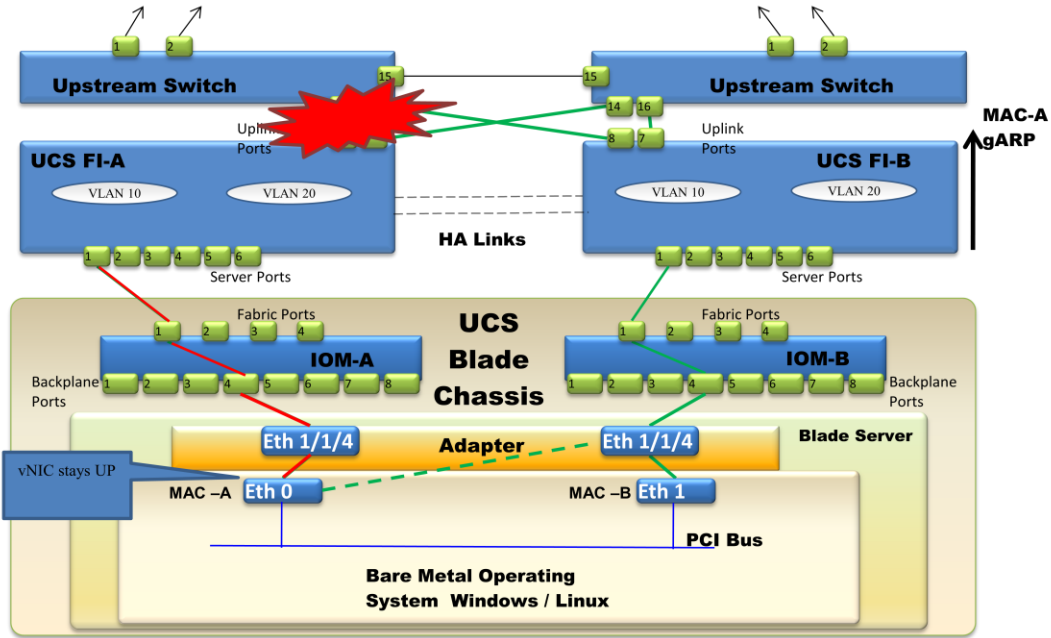 1 2 1 2
15 15
Upstream Switch Upstream Switch
14 16
MAC-A
gARP
Uplink
Ports
8 7
Uplink
Ports
UCS FI-A UCS FI-B
VLAN 10 VLAN 20 VLAN 10 VLAN 20
HA Links
1 2 3 4 5 6 1 2 3 4 5 6
Server Ports Server Ports
Fabric Ports Fabric Ports
1 2 3 4 1 2 3 4
UCS
Blade
Chassis
IOM-A IOM-B
Backplane
Ports
1 2 3 4 5 6 7 8 1 2 3 4 5 6 7 8
Backplane
Ports
Eth 1/1/4 Adapter Eth 1/1/4
Blade Server
vNIC stays UP
MAC –A Eth 0 MAC –B Eth 1
PCI Bus
Bare Metal Operating
System Windows / Linux